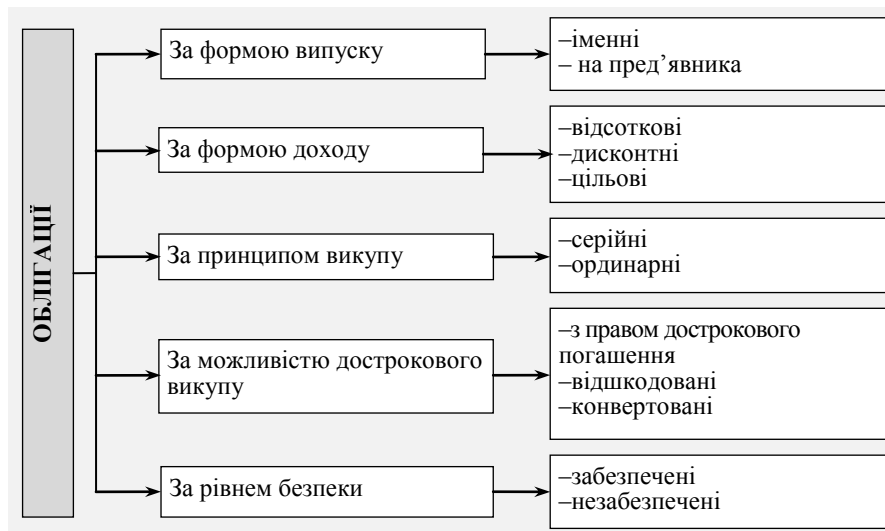 ОБЛІГАЦІЇ
За формою випуску
–іменні
– на пред’явника
За формою доходу
–відсоткові
–дисконтні
–цільові
За принципом викупу
–серійні
–ординарні
За можливістю дострокового
викупу
–з правом дострокового
погашення
–відшкодовані
–конвертовані
За рівнем безпеки
–забезпечені
–незабезпечені